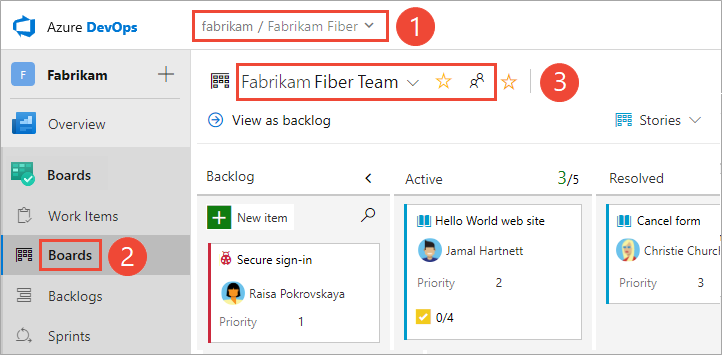 Azure DevOps
fabrikam / Fabrikam Fiber
1
F
Fabrikam
Fabrikam Fiber Team
3
Overview
View as backlog
Stories
Boards
Backlog
Active
3/5
Resolved
Work Items
New item
Hello World web site
Cancel form
Boards
2
Secure sign-in
Jamal Hartnett
Christie Church
Backlogs
Raisa Pokrovskaya
Priority 2
Priority 3
Sprints
Priority 1
0/4